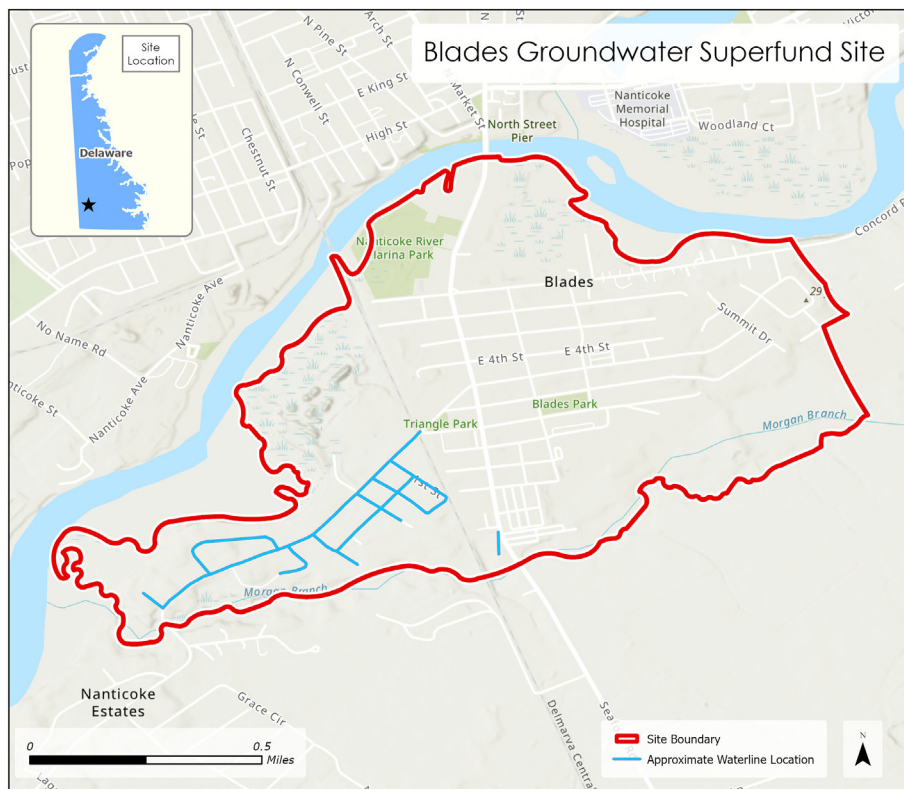 Blades Groundwater Superfund Site
Site
Location
Delaware
N Pine St
Arch St
N
N Conwell St
E King St
Market St
High St
Chestnut St
North Street
Pier
Nanticoke
Memorial
Hospital
Woodland Ct
Concord
Nanticoke River
Marina Park
Blades
29
Nanticoke Ave
No Name Rd
Summit Dr
E 4th St
E 4th St
Nanticoke Ave
Blades Park
Triangle Park
Morgan Branch
1st St
Morgan Branch
Nanticoke
Estates
Grace Cir
Delmarva Central
0
0.5
Miles
Site Boundary
Approximate Waterline Location
N